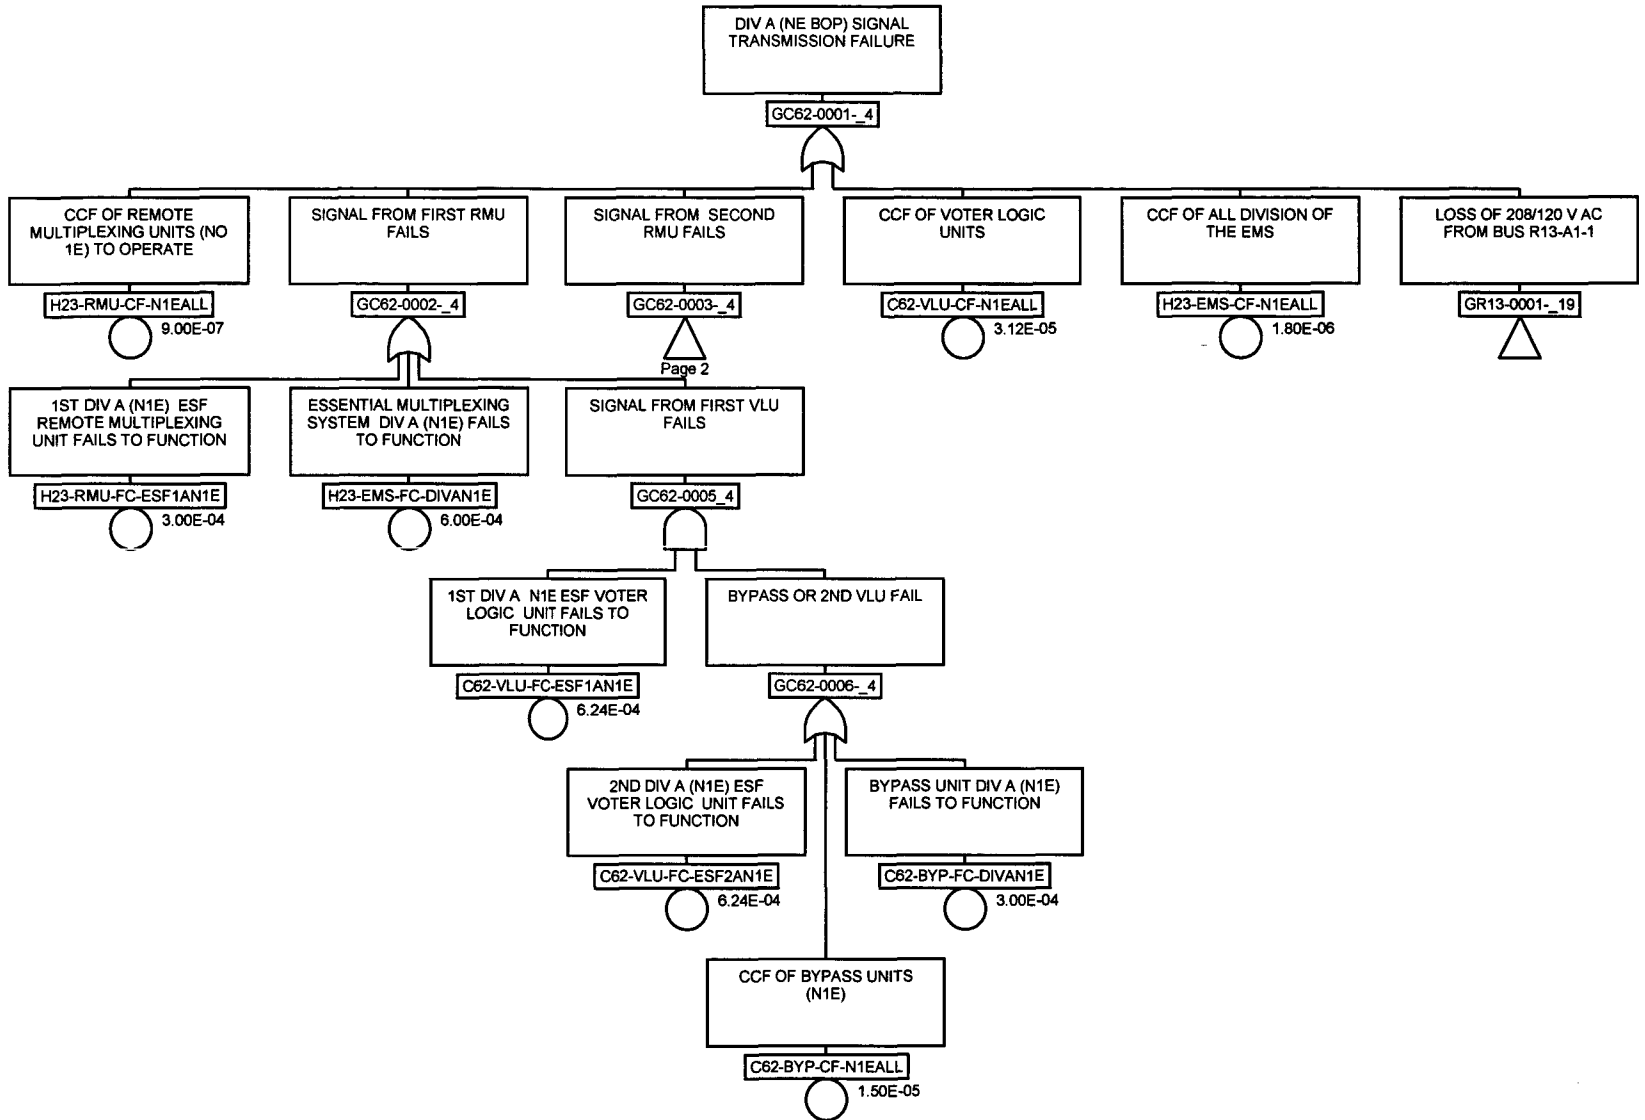 DIV A (NE BOP) SIGNAL
TRANSMISSION FAILURE
GC62-0001-_4
CCF OF REMOTE
MULTIPLEXING UNITS (NO
1E) TO OPERATE
H23-RMU-CF-N1EALL
9.00E-07
SIGNAL FROM FIRST RMU
FAILS
GC62-0002-_4
SIGNAL FROM SECOND
RMU FAILS
GC62-0003-_4
Page 2
CCF OF VOTER LOGIC
UNITS
C62-VLU-CF-N1EALL
3.12E-05
CCF OF ALL DIVISION OF
THE EMS
H23-EMS-CF-N1EALL
1.80E-06
LOSS OF 208/120 V AC
FROM BUS R13-A1-1
GR13-0001-_19
1ST DIV A (N1E) ESF
REMOTE MULTIPLEXING
UNIT FAILS TO FUNCTION
H23-RMU-FC-ESF1AN1E
3.00E-04
ESSENTIAL MULTIPLEXING
SYSTEM DIV A (N1E) FAILS
TO FUNCTION
H23-EMS-FC-DIVAN1E
6.00E-04
SIGNAL FROM FIRST VLU
FAILS
GC62-0005_4
1ST DIV A N1E ESF VOTER
LOGIC UNIT FAILS TO
FUNCTION
C62-VLU-FC-ESF1AN1E
6.24E-04
BYPASS OR 2ND VLU FAIL
GC62-0006-_4
2ND DIV A (N1E) ESF
VOTER LOGIC UNIT FAILS
TO FUNCTION
C62-VLU-FC-ESF2AN1E
6.24E-04
BYPASS UNIT DIV A (N1E)
FAILS TO FUNCTION
C62-BYP-FC-DIVAN1E
3.00E-04
CCF OF BYPASS UNITS
(N1E)
C62-BYP-CF-N1EALL
1.50E-05